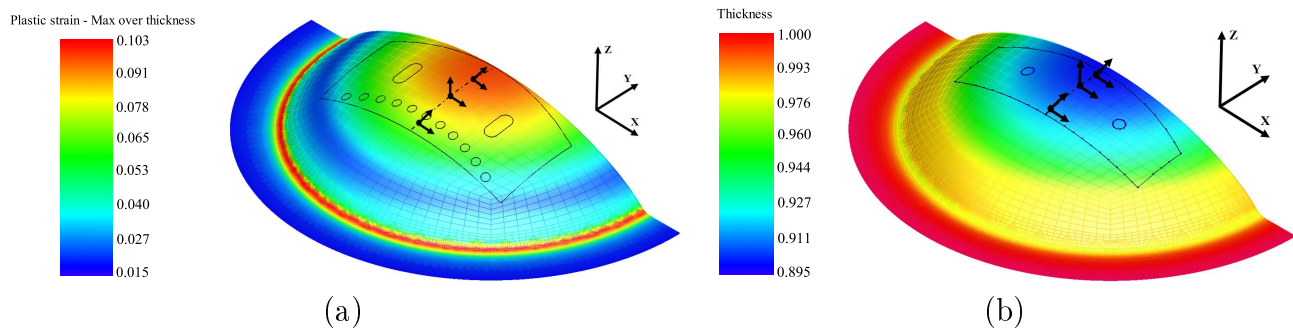 Plastic strain - Max over thickness
0.103
0.091
0.078
0.065
0.053
0.040
0.027
0.015
Z
Y
X
(a)
Thickness
1.000
0.993
0.976
0.960
0.944
0.927
0.911
0.895
Z
Y
X
(b)